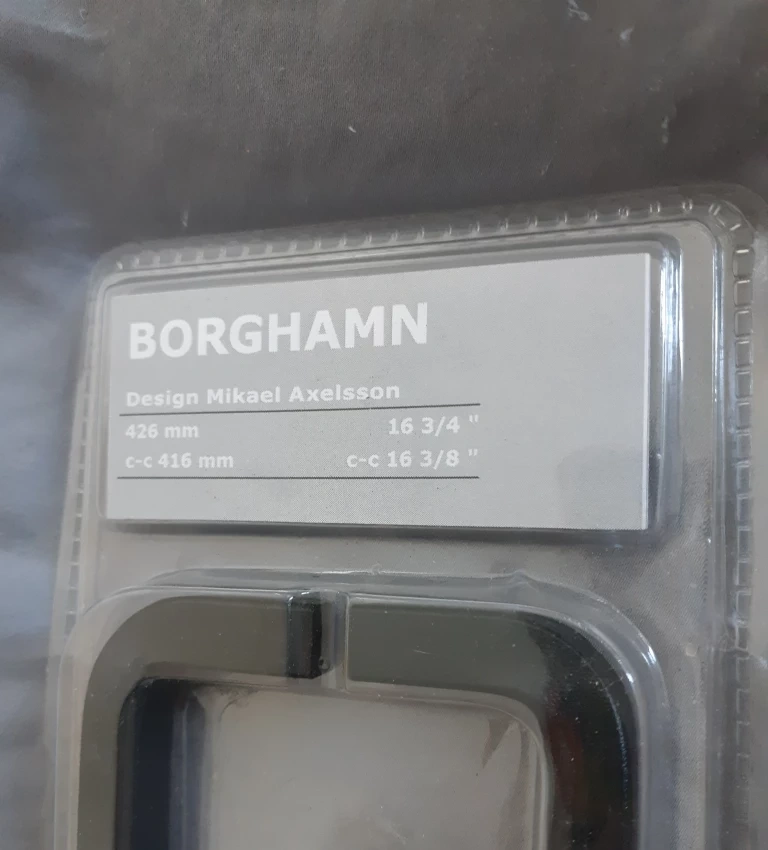 BORGHAMN
Design Mikael Axelsson
426 mm 16 3/4 "
c-c 416 mm c-c 16 3/8 "